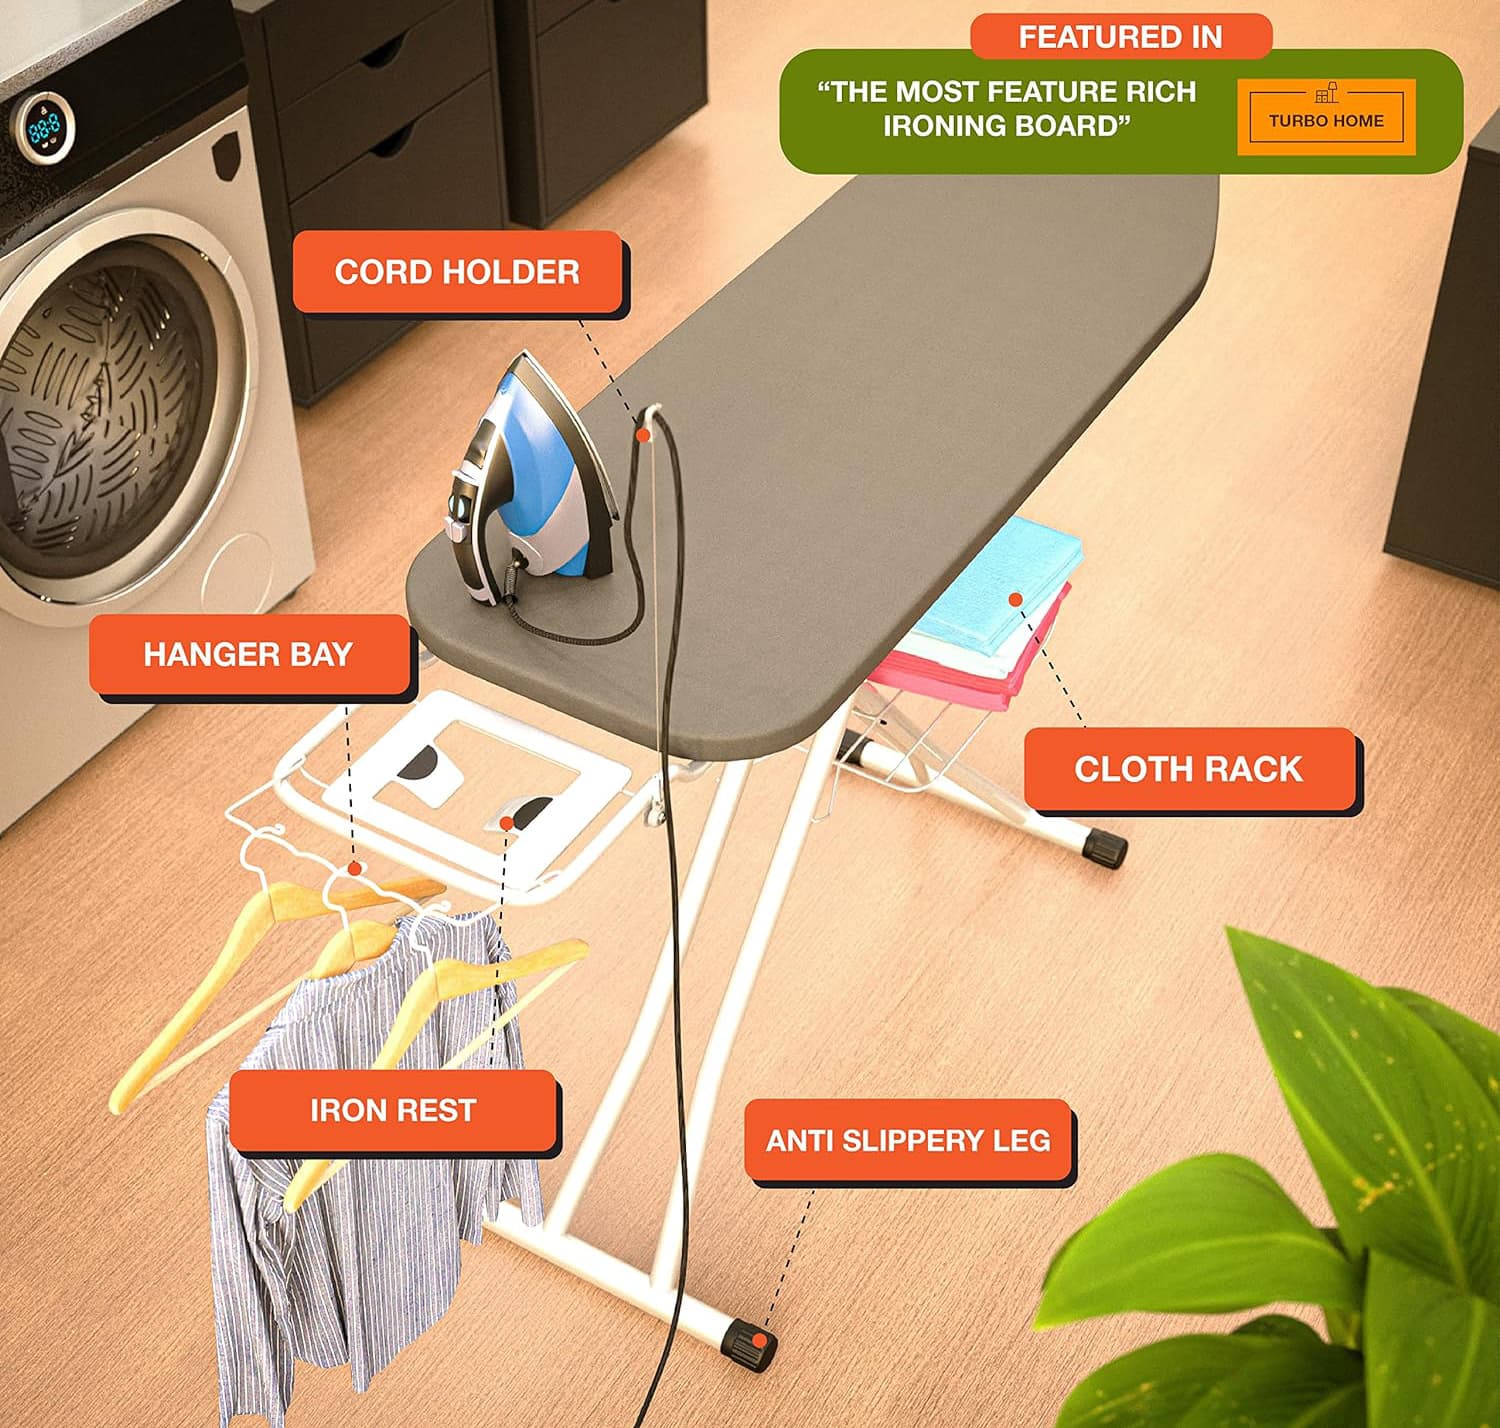 FEATURED IN
“THE MOST FEATURE RICH
IRONING BOARD”
TURBO HOME
CORD HOLDER
HANGER BAY
CLOTH RACK
IRON REST
ANTI SLIPPERY LEG